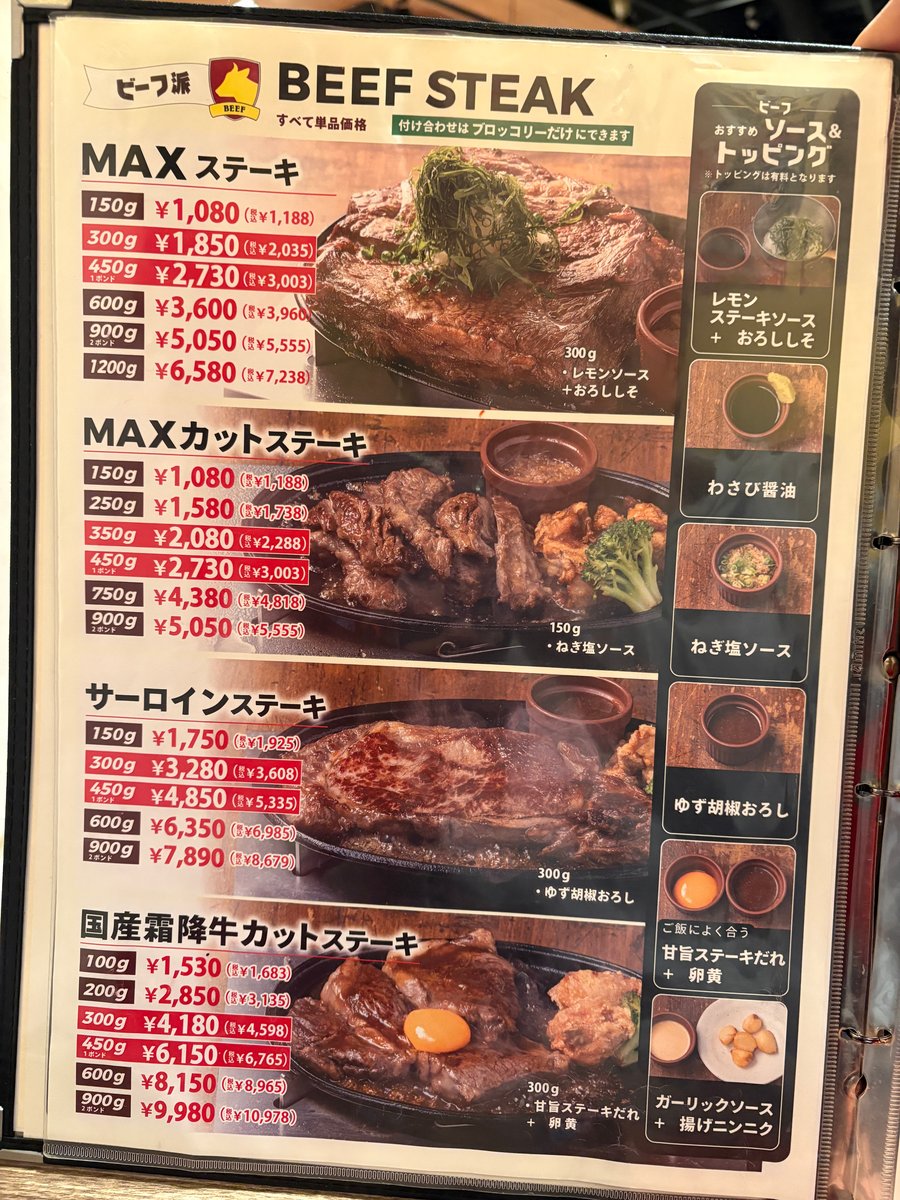 ビーフ派
BEEF
BEEF STEAK
すべて単品価格
付け合わせはブロッコリーだけにできます
MAX ステーキ
150g ¥1,080 (税込¥1,188)
300g ¥1,850 (税込¥2,035)
450g 1ポンド ¥2,730 (税込¥3,003)
600g ¥3,600 (税込¥3,960)
900g 2ポンド ¥5,050 (税込¥5,555)
1200g ¥6,580 (税込¥7,238)
300g
・レモンソース
+おろししそ
MAXカットステーキ
150g ¥1,080 (税込¥1,188)
250g ¥1,580 (税込¥1,738)
350g ¥2,080 (税込¥2,288)
450g 1ポンド ¥2,730 (税込¥3,003)
750g ¥4,380 (税込¥4,818)
900g 2ポンド ¥5,050 (税込¥5,555)
150g
・ねぎ塩ソース
サーロインステーキ
150g ¥1,750 (税込¥1,925)
300g ¥3,280 (税込¥3,608)
450g 1ポンド ¥4,850 (税込¥5,335)
600g ¥6,350 (税込¥6,985)
900g 2ポンド ¥7,890 (税込¥8,679)
300g
・ゆず胡椒おろし
国産霜降牛カットステーキ
100g ¥1,530 (税込¥1,683)
200g ¥2,850 (税込¥3,135)
300g ¥4,180 (税込¥4,598)
450g 1ポンド ¥6,150 (税込¥6,765)
600g ¥8,150 (税込¥8,965)
900g 2ポンド ¥9,980 (税込¥10,978)
300g
・甘旨ステーキだれ
+ 卵黄
ビーフ
おすすめ ソース&
トッピング
※トッピングは有料となります
レモン
ステーキソース
+ おろししそ
わさび醤油
ねぎ塩ソース
ゆず胡椒おろし
ご飯によく合う
甘旨ステーキだれ
+ 卵黄
ガーリックソース
+ 揚げニンニク